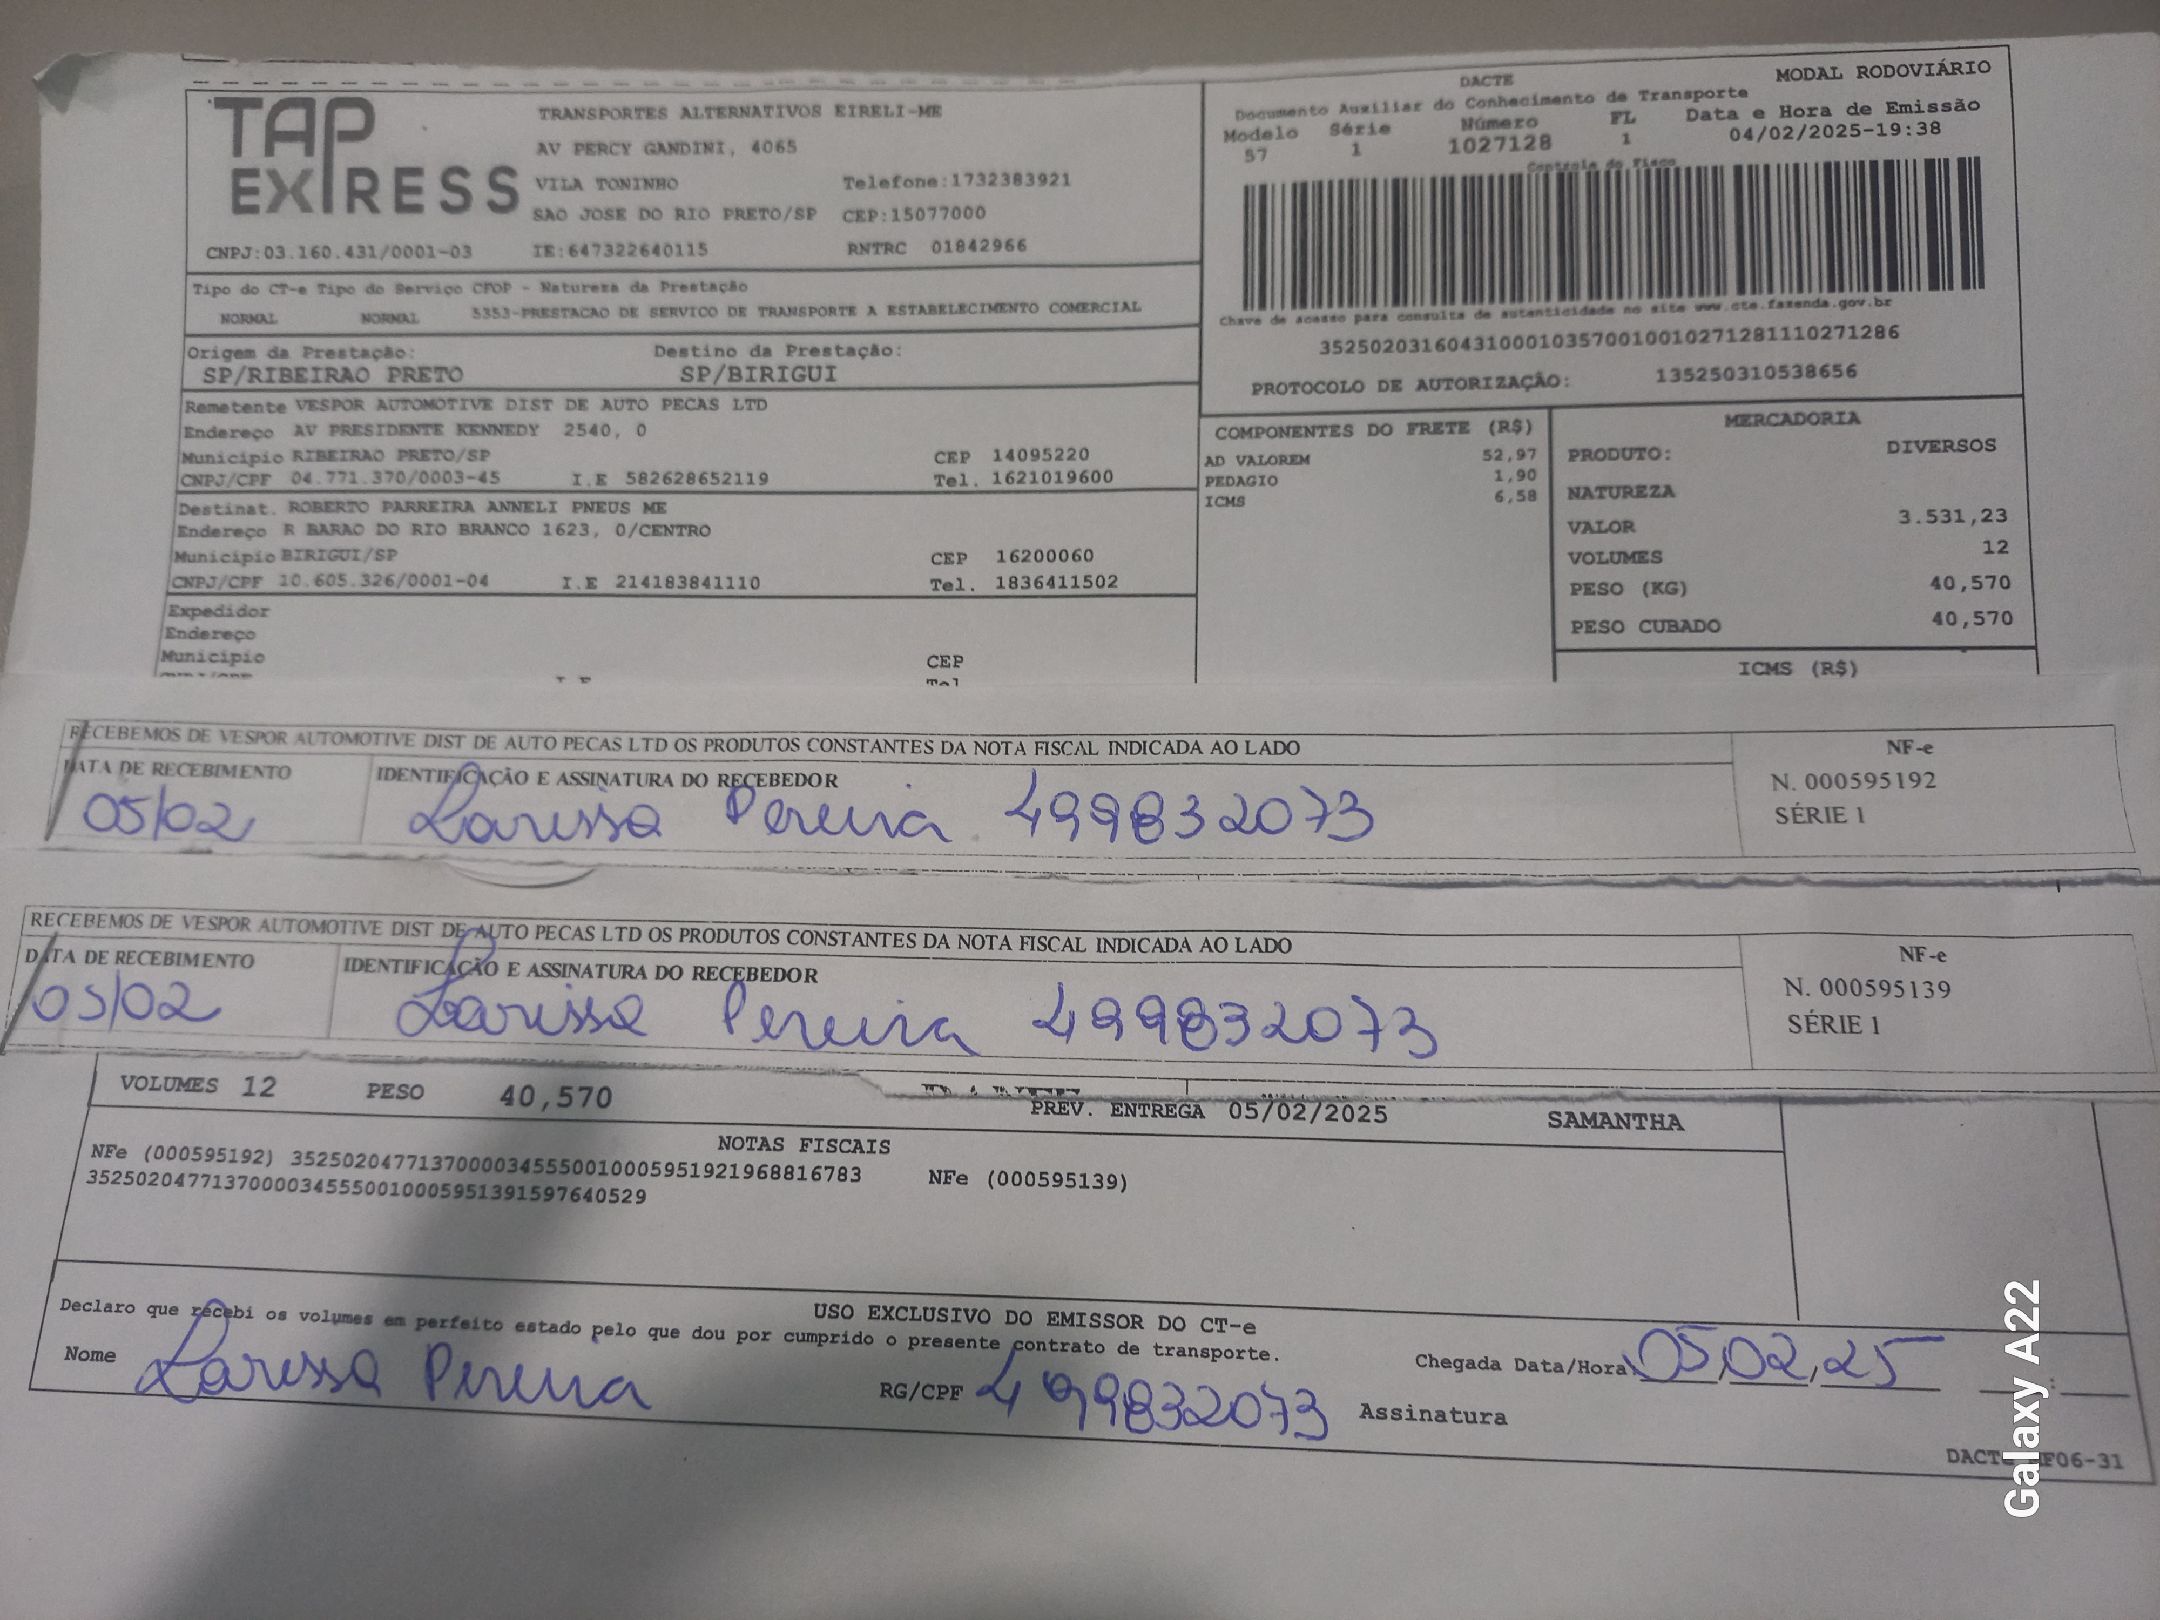 TAP EXPRESS
TRANSPORTES ALTERNATIVOS EIRELI-ME
AV PERCY GANDINI, 4065
VILA TONINHO Telefone:1732383921
SAO JOSE DO RIO PRETO/SP CEP:15077000
CNPJ:03.160.431/0001-03 IE:647322640115 RNTRC 01842966
DACTE MODAL RODOVIÁRIO
Documento Auxiliar do Conhecimento de Transporte
Modelo Série Número FL Data e Hora de Emissão
57 1 1027128 1 04/02/2025-19:38
Controle do Fisco
Chave de acesso para consulta de autenticidade no site www.cte.fazenda.gov.br
35250203160431000103570010010271281110271286
PROTOCOLO DE AUTORIZAÇÃO: 135250310538656
Tipo do CT-e Tipo do Serviço CFOP - Natureza da Prestação
NORMAL NORMAL 5353-PRESTACAO DE SERVICO DE TRANSPORTE A ESTABELECIMENTO COMERCIAL
Origem da Prestação: Destino da Prestação:
SP/RIBEIRAO PRETO SP/BIRIGUI
Remetente VESPOR AUTOMOTIVE DIST DE AUTO PECAS LTD
Endereço AV PRESIDENTE KENNEDY 2540, 0
Município RIBEIRAO PRETO/SP CEP 14095220
CNPJ/CPF 04.771.370/0003-45 I.E 582628652119 Tel. 1621019600
Destinat. ROBERTO PARREIRA ANNELI PNEUS ME
Endereço R BARAO DO RIO BRANCO 1623, 0/CENTRO
Município BIRIGUI/SP CEP 16200060
CNPJ/CPF 10.605.326/0001-04 I.E 214183841110 Tel. 1836411502
Expedidor
Endereço
Município CEP
COMPONENTES DO FRETE (R$)
AD VALOREM 52,97
PEDAGIO 1,90
ICMS 6,58
MERCADORIA
PRODUTO: DIVERSOS
NATUREZA
VALOR 3.531,23
VOLUMES 12
PESO (KG) 40,570
PESO CUBADO 40,570
ICMS (R$)
RECEBEMOS DE VESPOR AUTOMOTIVE DIST DE AUTO PECAS LTD OS PRODUTOS CONSTANTES DA NOTA FISCAL INDICADA AO LADO
DATA DE RECEBIMENTO IDENTIFICAÇÃO E ASSINATURA DO RECEBEDOR
05/02 Larissa Pereira 499832073
NF-e
N. 000595192
SÉRIE 1
RECEBEMOS DE VESPOR AUTOMOTIVE DIST DE AUTO PECAS LTD OS PRODUTOS CONSTANTES DA NOTA FISCAL INDICADA AO LADO
DATA DE RECEBIMENTO IDENTIFICAÇÃO E ASSINATURA DO RECEBEDOR
05/02 Larissa Pereira 499832073
NF-e
N. 000595139
SÉRIE 1
VOLUMES 12 PESO 40,570 PREV. ENTREGA 05/02/2025 SAMANTHA
NOTAS FISCAIS
NFe (000595192) 35250204771370000345550010005951921968816783 NFe (000595139)
35250204771370000345550010005951391597640529
USO EXCLUSIVO DO EMISSOR DO CT-e
Declaro que recebi os volumes em perfeito estado pelo que dou por cumprido o presente contrato de transporte.
Nome Larissa Pereira RG/CPF 499832073 Chegada Data/Hora 05,02,25 :
Assinatura
Galaxy A22